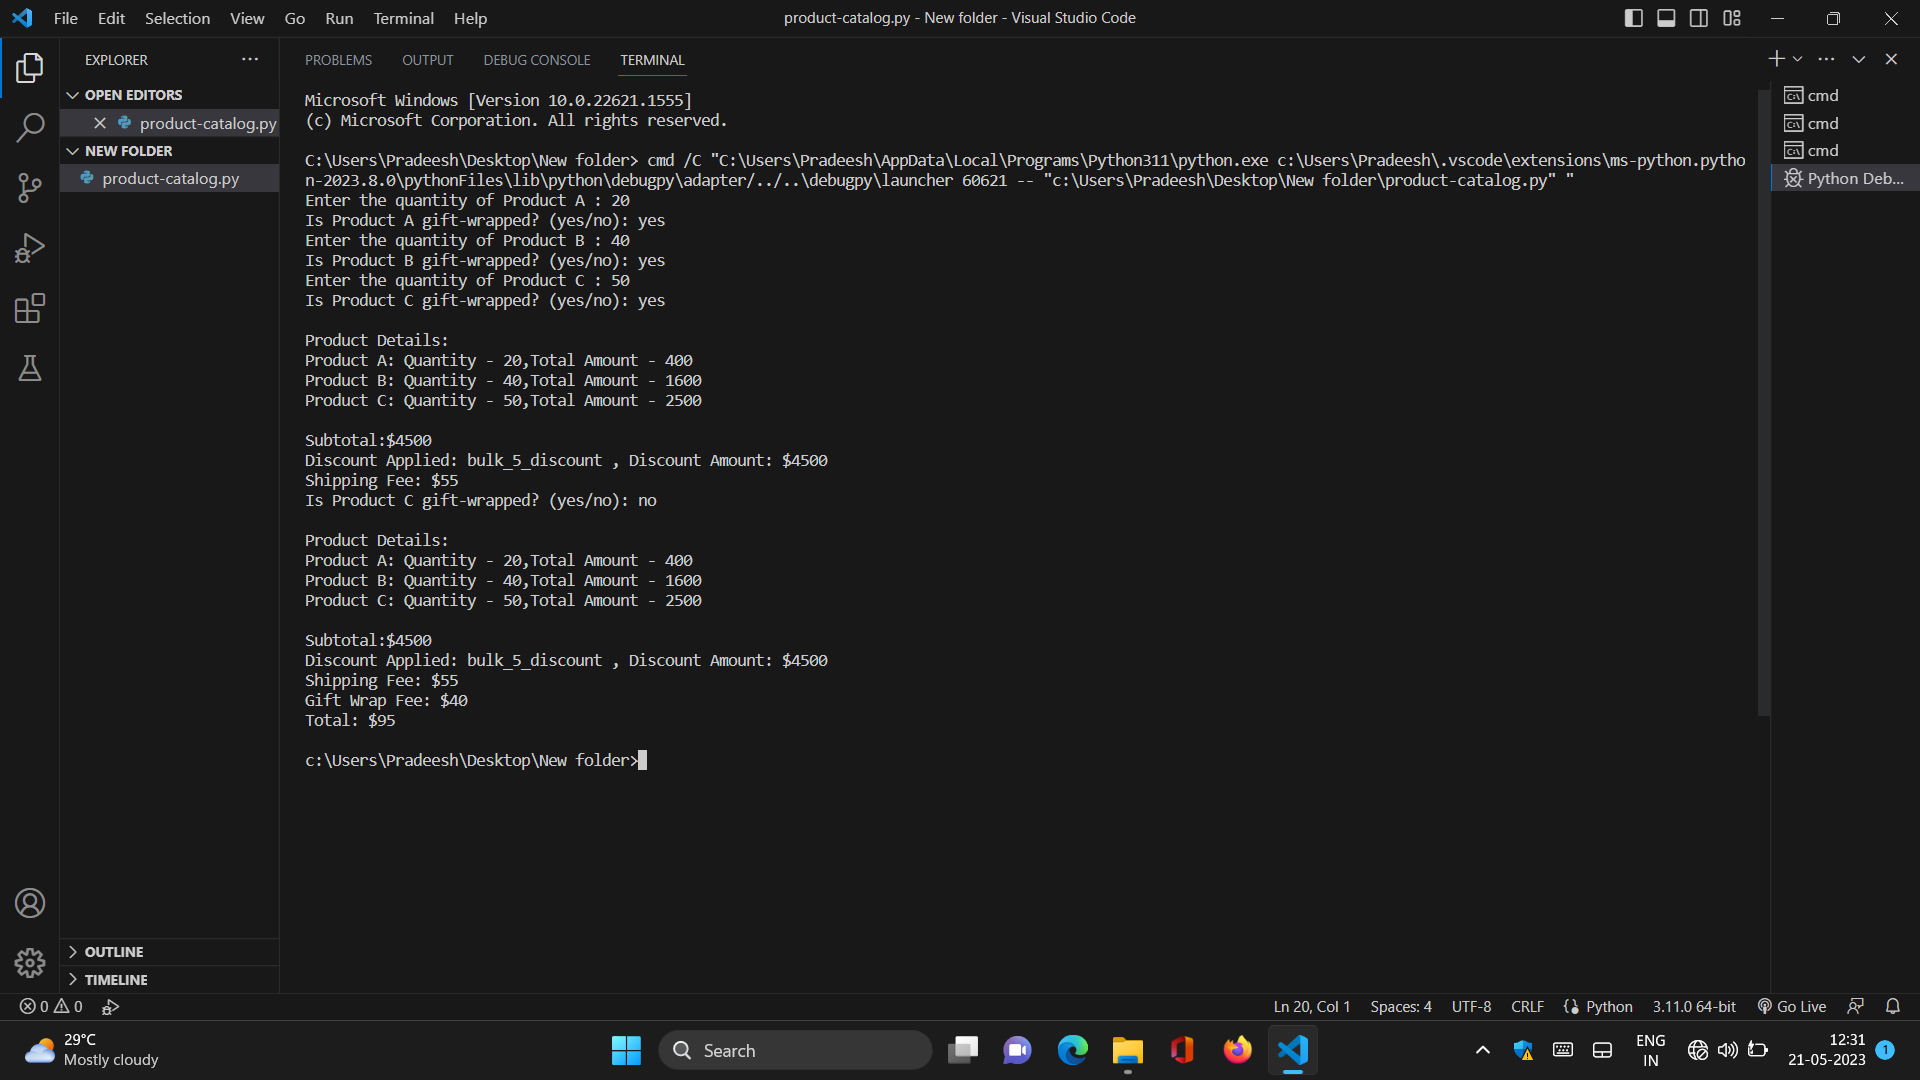 File Edit Selection View Go Run Terminal Help
product-catalog.py - New folder - Visual Studio Code
EXPLORER
OPEN EDITORS
product-catalog.py
NEW FOLDER
product-catalog.py
OUTLINE
TIMELINE
PROBLEMS OUTPUT DEBUG CONSOLE TERMINAL
Microsoft Windows [Version 10.0.22621.1555]
(c) Microsoft Corporation. All rights reserved.
C:\Users\Pradeesh\Desktop\New folder> cmd /C "C:\Users\Pradeesh\AppData\Local\Programs\Python311\python.exe c:\Users\Pradeesh\.vscode\extensions\ms-python.pytho
n-2023.8.0\pythonFiles\lib\python\debugpy\adapter/../..\debugpy\launcher 60621 -- "c:\Users\Pradeesh\Desktop\New folder\product-catalog.py" "
Enter the quantity of Product A : 20
Is Product A gift-wrapped? (yes/no): yes
Enter the quantity of Product B : 40
Is Product B gift-wrapped? (yes/no): yes
Enter the quantity of Product C : 50
Is Product C gift-wrapped? (yes/no): yes
Product Details:
Product A: Quantity - 20,Total Amount - 400
Product B: Quantity - 40,Total Amount - 1600
Product C: Quantity - 50,Total Amount - 2500
Subtotal:$4500
Discount Applied: bulk_5_discount , Discount Amount: $4500
Shipping Fee: $55
Is Product C gift-wrapped? (yes/no): no
Product Details:
Product A: Quantity - 20,Total Amount - 400
Product B: Quantity - 40,Total Amount - 1600
Product C: Quantity - 50,Total Amount - 2500
Subtotal:$4500
Discount Applied: bulk_5_discount , Discount Amount: $4500
Shipping Fee: $55
Gift Wrap Fee: $40
Total: $95
c:\Users\Pradeesh\Desktop\New folder>
cmd
cmd
cmd
Python Deb...
0 0
Ln 20, Col 1 Spaces: 4 UTF-8 CRLF Python 3.11.0 64-bit Go Live
29°C
Mostly cloudy
Search
ENG
IN
12:31
21-05-2023
1